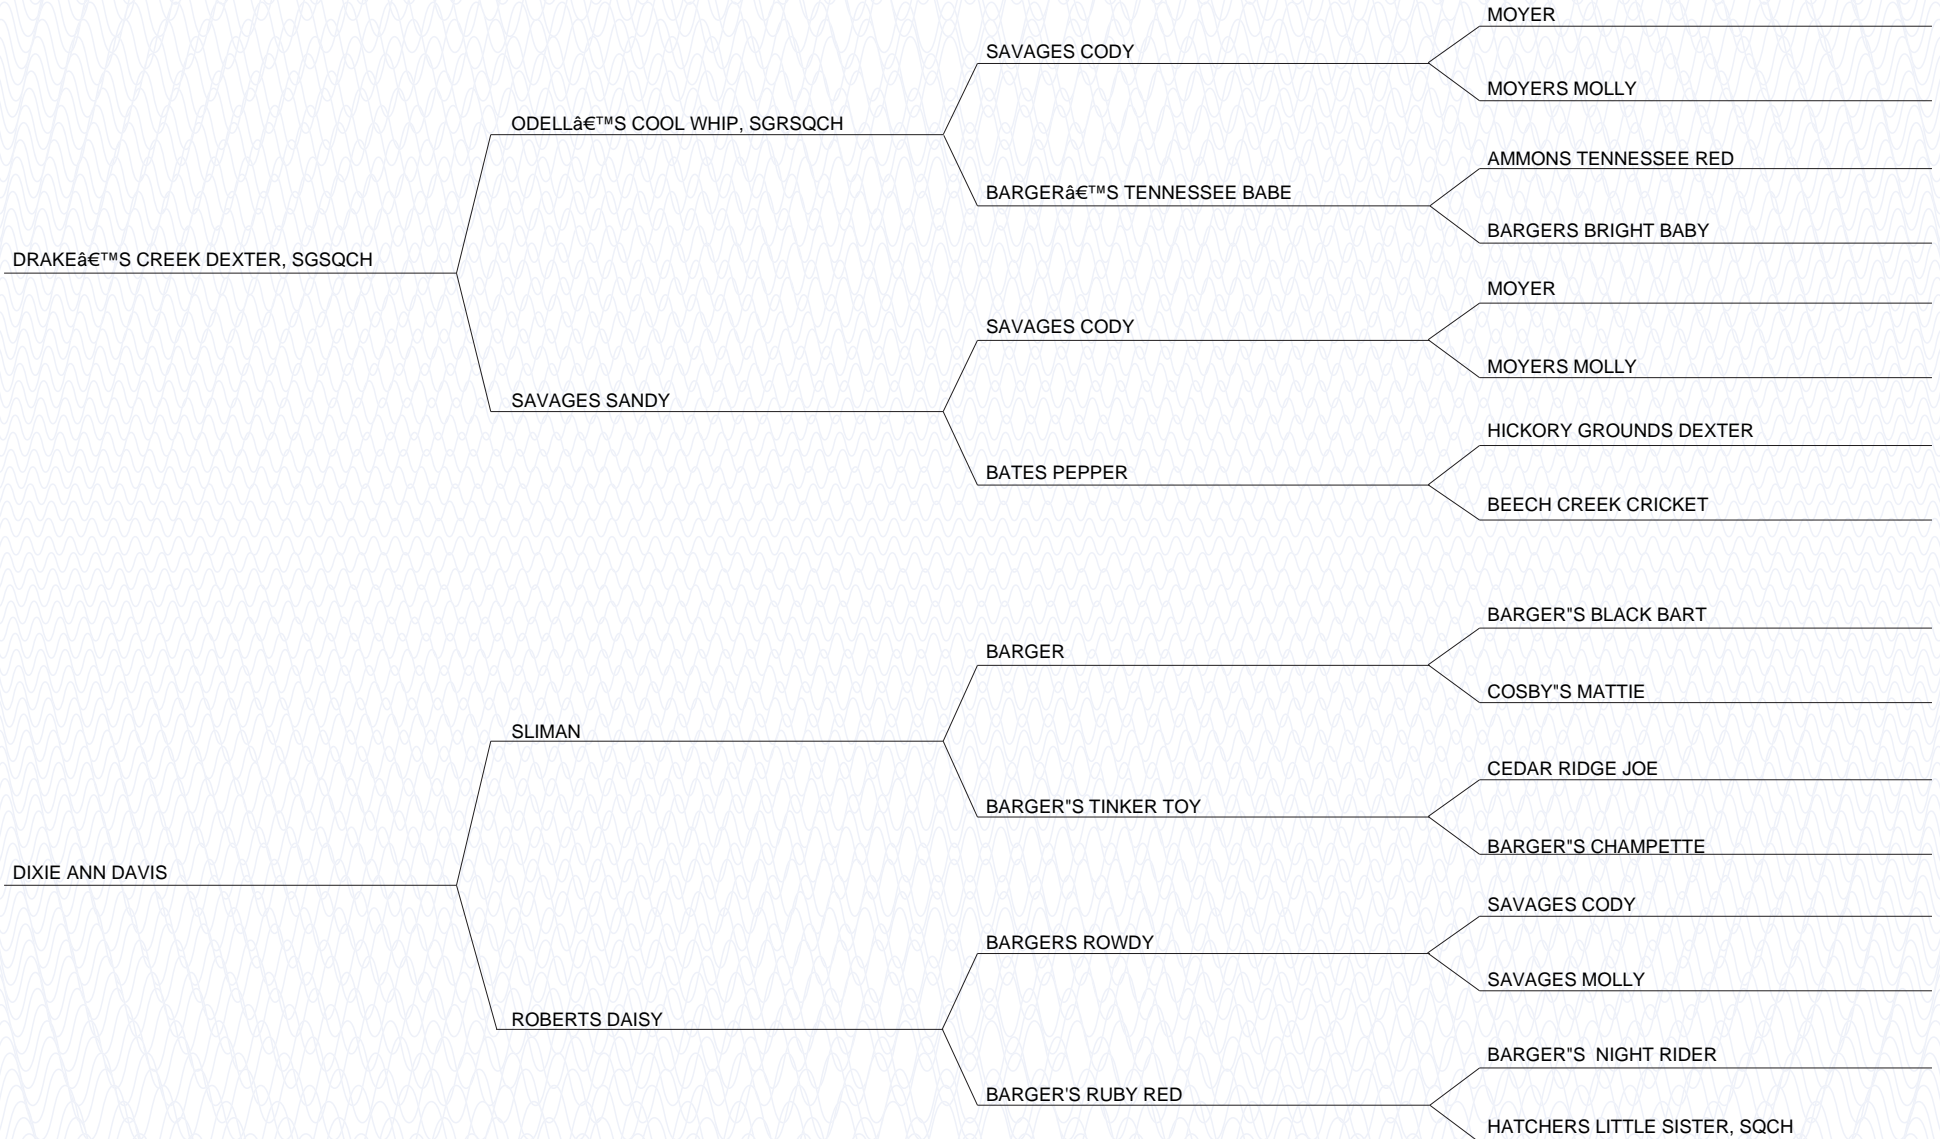 MOYER
SAVAGES CODY
MOYERS MOLLY
ODELLâ€™S COOL WHIP, SGRSQCH
AMMONS TENNESSEE RED
BARGERâ€™S TENNESSEE BABE
BARGERS BRIGHT BABY
DRAKEâ€™S CREEK DEXTER, SGSQCH
MOYER
SAVAGES CODY
MOYERS MOLLY
SAVAGES SANDY
HICKORY GROUNDS DEXTER
BATES PEPPER
BEECH CREEK CRICKET
BARGER"S BLACK BART
BARGER
COSBY"S MATTIE
SLIMAN
CEDAR RIDGE JOE
BARGER"S TINKER TOY
BARGER"S CHAMPETTE
DIXIE ANN DAVIS
SAVAGES CODY
BARGERS ROWDY
SAVAGES MOLLY
ROBERTS DAISY
BARGER"S  NIGHT RIDER
BARGER'S RUBY RED
HATCHERS LITTLE SISTER, SQCH